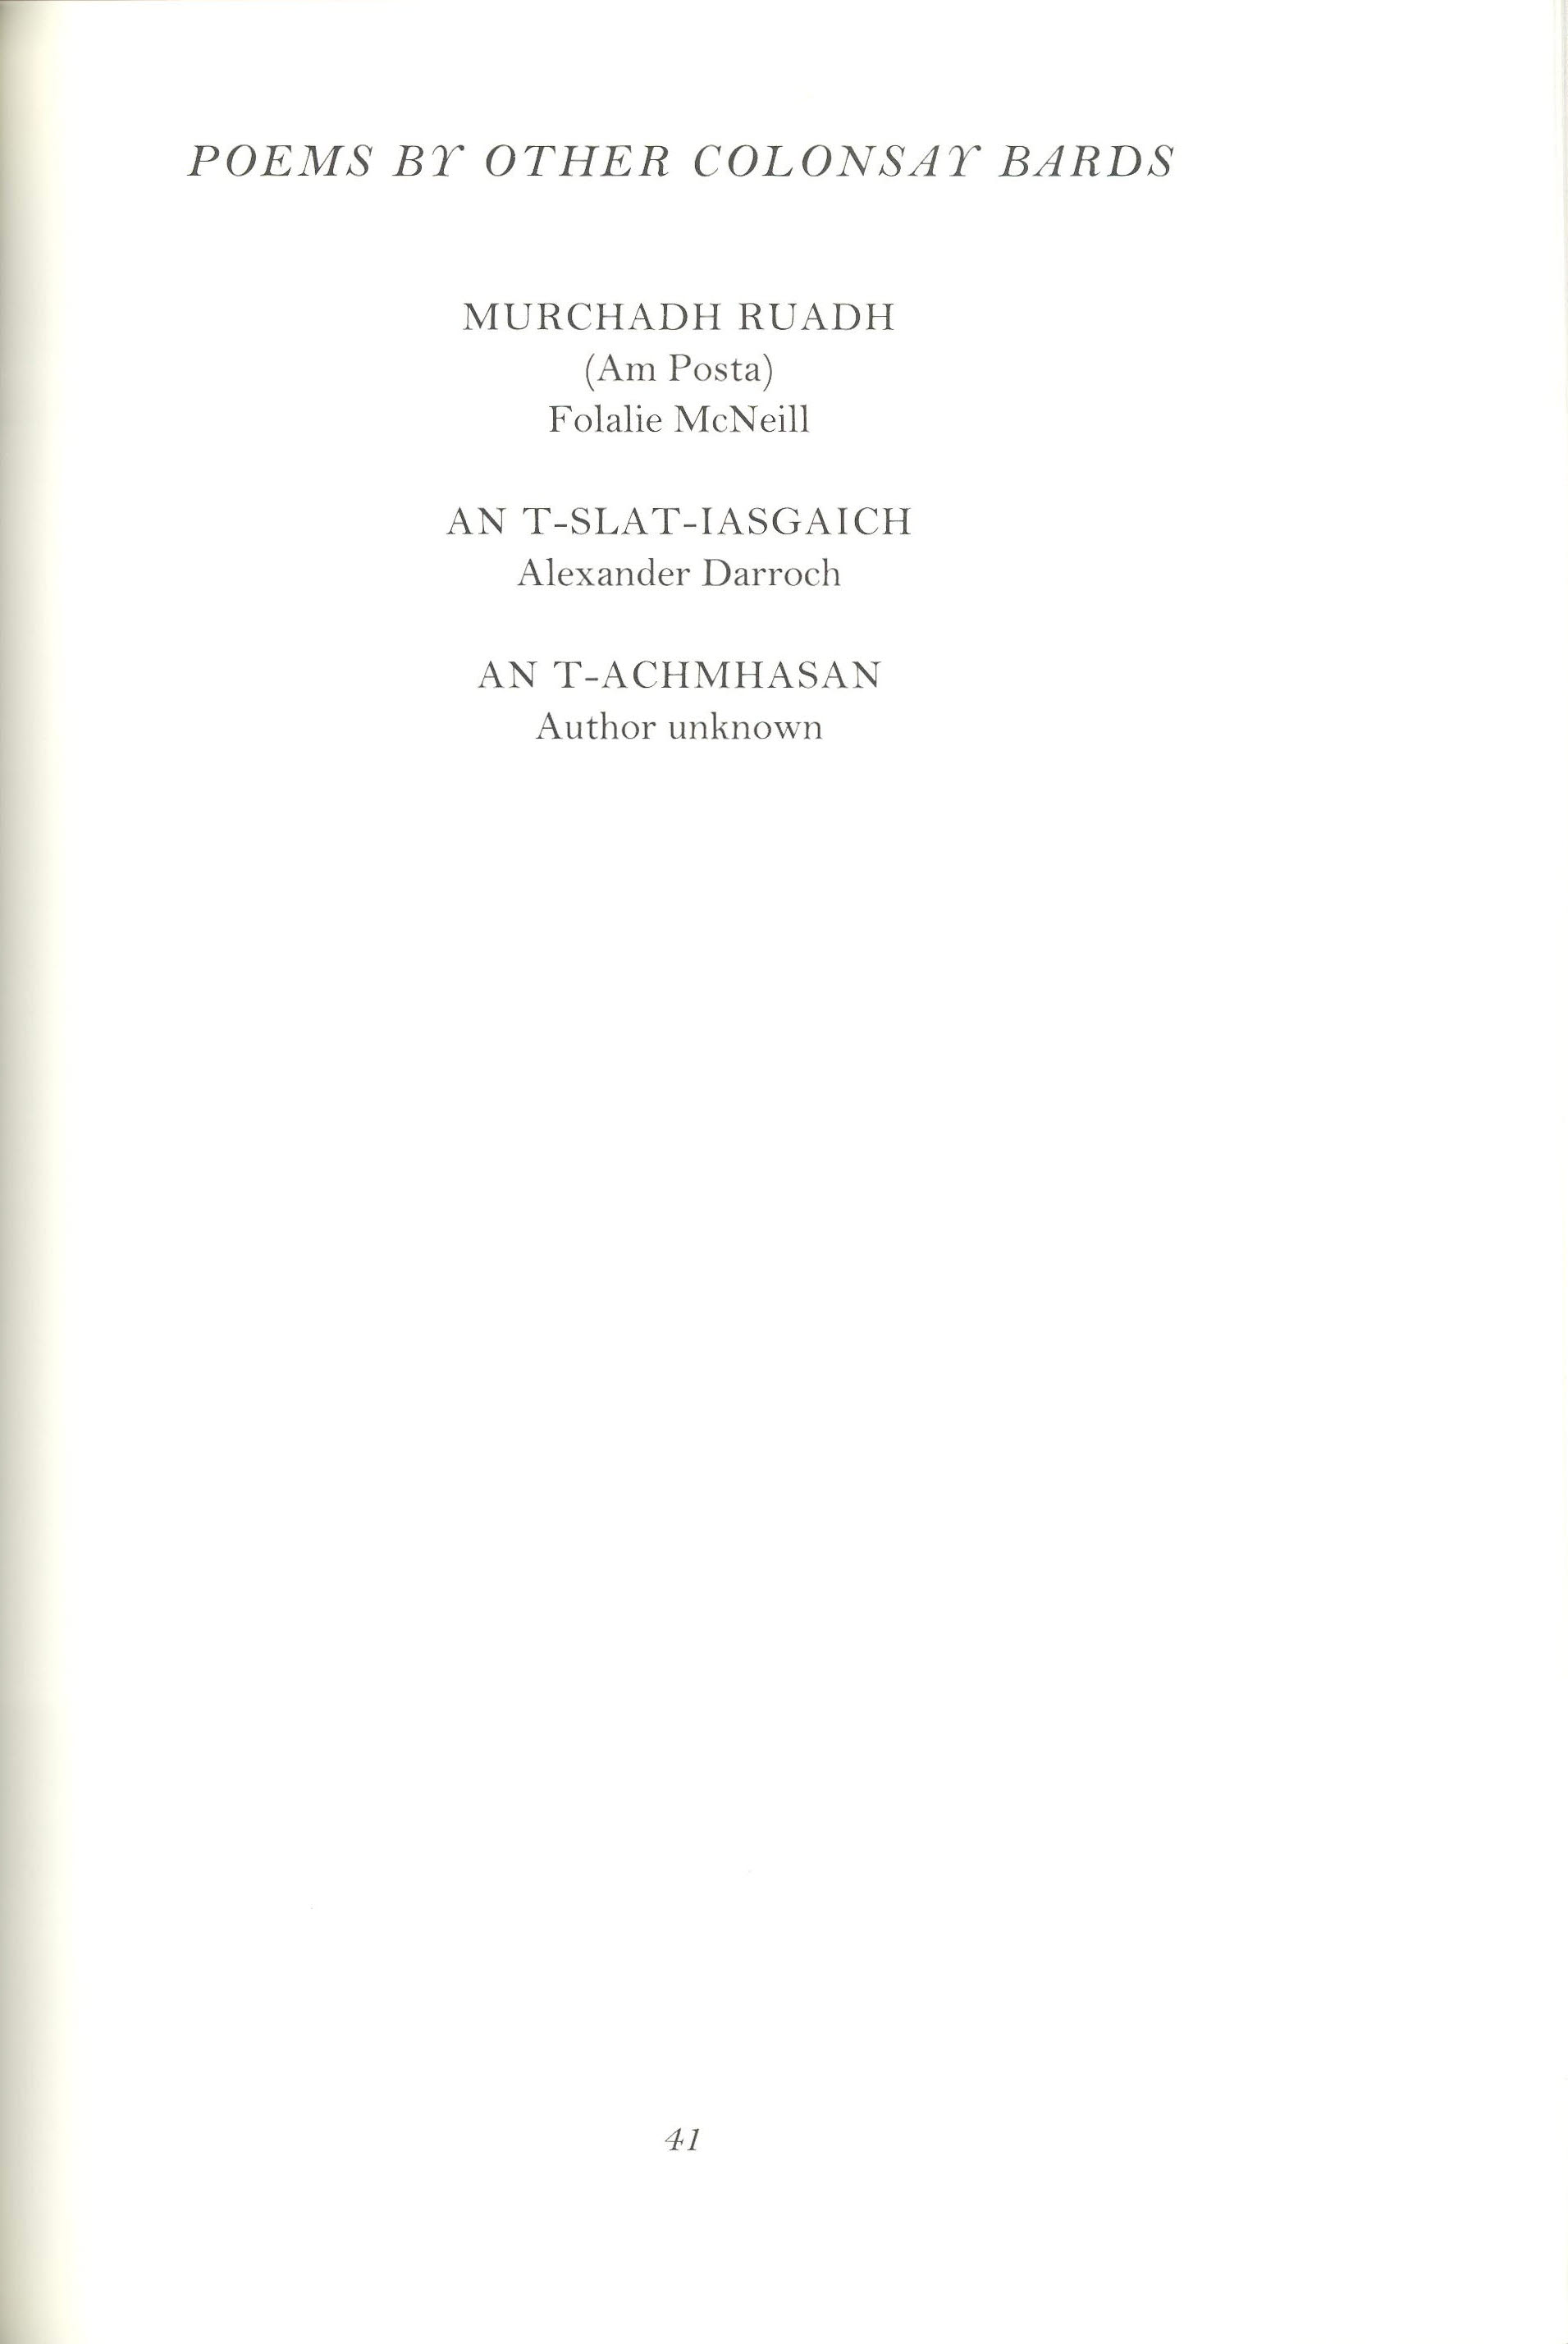 POEMS BY OTHER COLONSAY BARDS
MURCHADH RUADH
(Am Posta)
Folalie McNeill
AN T-SLAT-IASGAICH
Alexander Darroch
AN T-ACHMHASAN
Author unknown
41